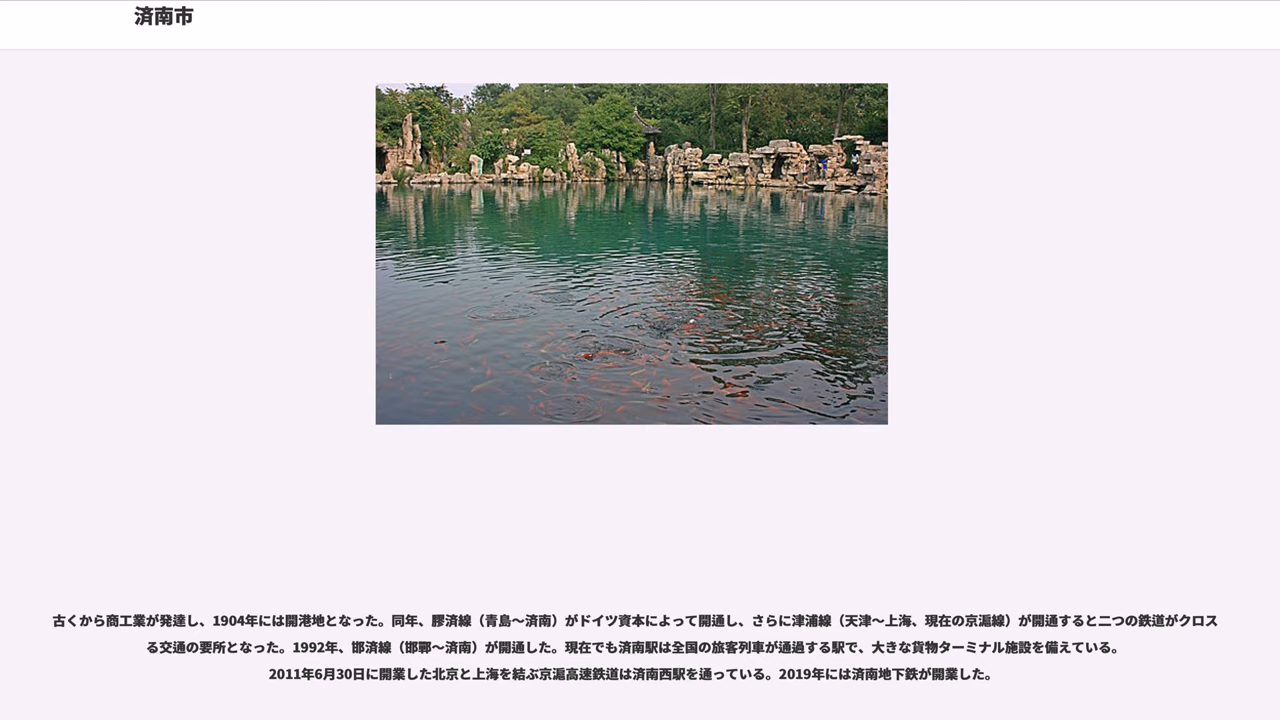 済南市
古くから商工業が発達し、1904年には開港地となった。同年、膠済線（青島～済南）がドイツ資本によって開通し、さらに津浦線（天津～上海、現在の京滬線）が開通すると二つの鉄道がクロス
る交通の要所となった。1992年、邯済線（邯鄲～済南）が開通した。現在でも済南駅は全国の旅客列車が通過する駅で、大きな貨物ターミナル施設を備えている。
2011年6月30日に開業した北京と上海を結ぶ京滬高速鉄道は済南西駅を通っている。2019年には済南地下鉄が開業した。